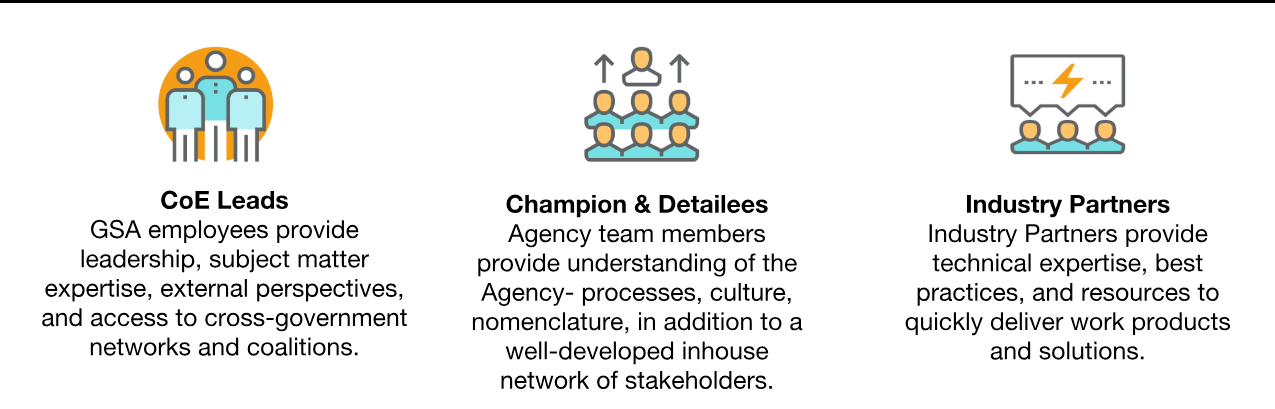 CoE Leads
GSA employees provide
leadership, subject matter
expertise, external perspectives,
and access to cross-government
networks and coalitions.
Champion & Detailees
Agency team members
provide understanding of the
Agency- processes, culture,
nomenclature, in addition to a
well-developed inhouse
network of stakeholders.
Industry Partners
Industry Partners provide
technical expertise, best
practices, and resources to
quickly deliver work products
and solutions.